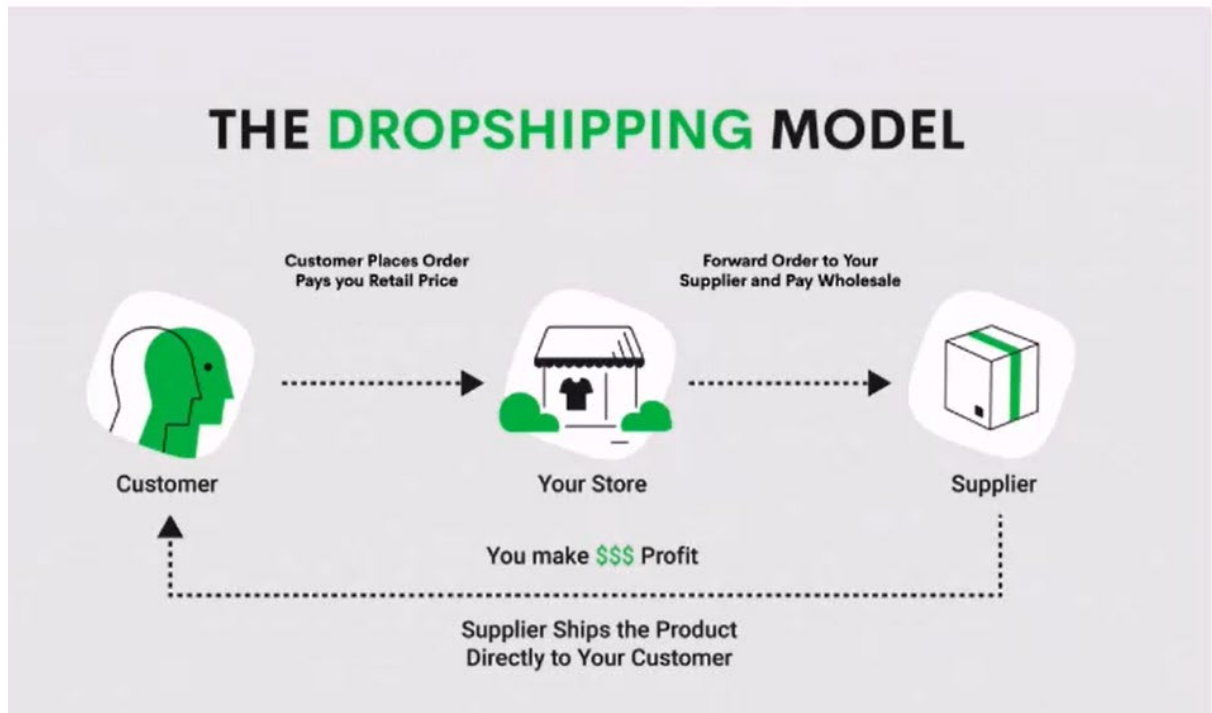 THE DROPSHIPPING MODEL
Customer Places Order
Pays you Retail Price
Forward Order to Your
Supplier and Pay Wholesale
Customer
Your Store
Supplier
You make $$$ Profit
Supplier Ships the Product
Directly to Your Customer